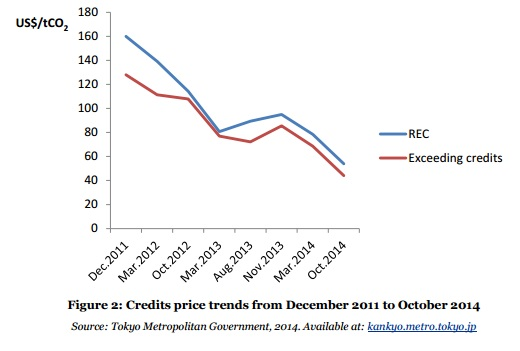 US$/tCO2
180
160
140
120
100
80
60
40
20
0
Dec.2011
Mar.2012
Oct.2012
Mar.2013
Aug.2013
Nov.2013
Mar.2014
Oct.2014
REC
Exceeding credits
Figure 2: Credits price trends from December 2011 to October 2014
Source: Tokyo Metropolitan Government, 2014. Available at: kankyo.metro.tokyo.jp